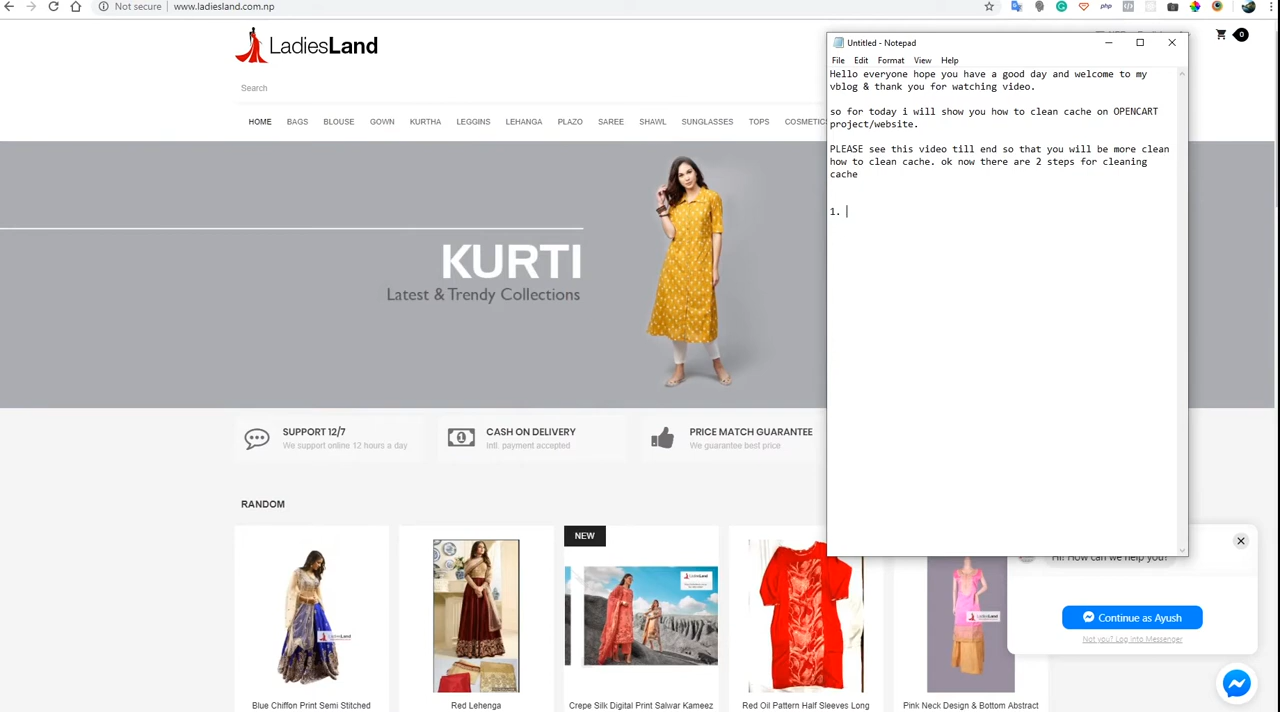 Not secure www.ladiesland.com.np
php
LadiesLand
0
Search
HOME BAGS BLOUSE GOWN KURTHA LEGGINS LEHANGA PLAZO SAREE SHAWL SUNGLASSES TOPS COSMETICS
KURTI
Latest & Trendy Collections
SUPPORT 12/7
We support online 12 hours a day
CASH ON DELIVERY
Intl. payment accepted
PRICE MATCH GUARANTEE
We guarantee best price
RANDOM
NEW
LadiesLand
LadiesLand
LadiesLand
Blue Chiffon Print Semi Stitched
Red Lehenga
Crepe Silk Digital Print Salwar Kameez
Red Oil Pattern Half Sleeves Long
Pink Neck Design & Bottom Abstract
Untitled - Notepad
File Edit Format View Help
Hello everyone hope you have a good day and welcome to my
vblog & thank you for watching video.
so for today i will show you how to clean cache on OPENCART
project/website.
PLEASE see this video till end so that you will be more clean
how to clean cache. ok now there are 2 steps for cleaning
cache
1.
Hi! How can we help you?
Continue as Ayush
Not you? Log into Messenger